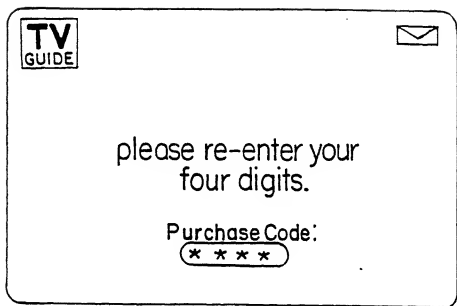 TV
GUIDE
please re-enter your
four digits.
Purchase Code:
* * * *